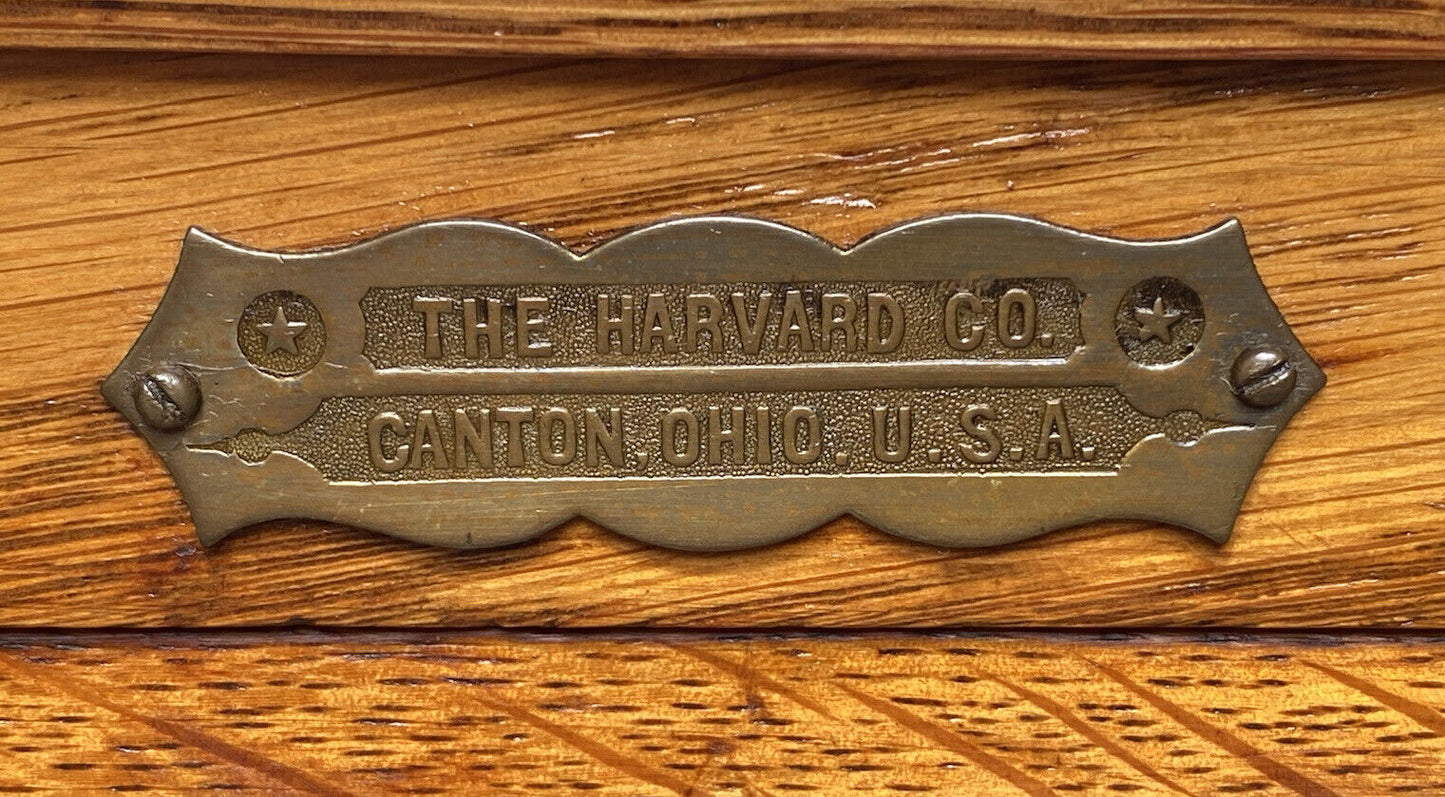 THE HARVARD CO.
CANTON, OHIO. U. S. A.